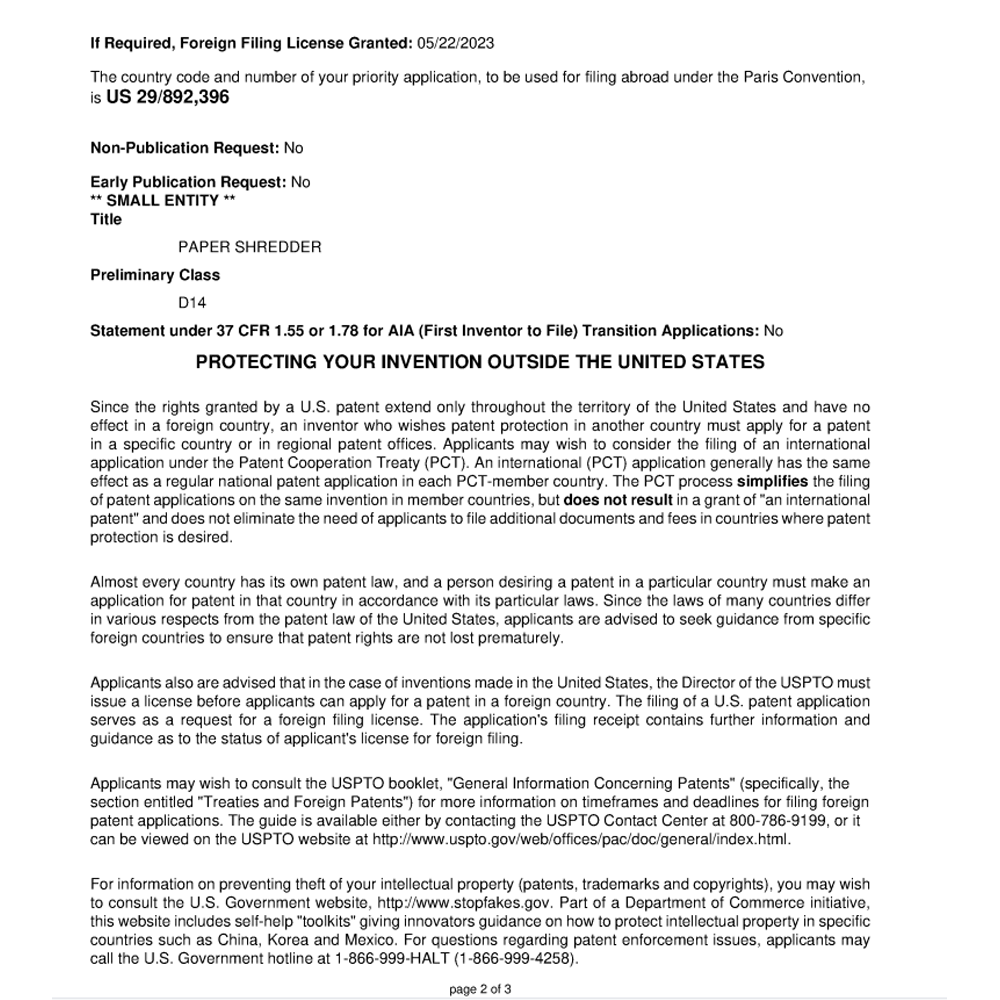 If Required, Foreign Filing License Granted: 05/22/2023
The country code and number of your priority application, to be used for filing abroad under the Paris Convention,
is US 29/892,396
Non-Publication Request: No
Early Publication Request: No
** SMALL ENTITY **
Title
PAPER SHREDDER
Preliminary Class
D14
Statement under 37 CFR 1.55 or 1.78 for AIA (First Inventor to File) Transition Applications: No
PROTECTING YOUR INVENTION OUTSIDE THE UNITED STATES
Since the rights granted by a U.S. patent extend only throughout the territory of the United States and have no
effect in a foreign country, an inventor who wishes patent protection in another country must apply for a patent
in a specific country or in regional patent offices. Applicants may wish to consider the filing of an international
application under the Patent Cooperation Treaty (PCT). An international (PCT) application generally has the same
effect as a regular national patent application in each PCT-member country. The PCT process simplifies the filing
of patent applications on the same invention in member countries, but does not result in a grant of "an international
patent" and does not eliminate the need of applicants to file additional documents and fees in countries where patent
protection is desired.
Almost every country has its own patent law, and a person desiring a patent in a particular country must make an
application for patent in that country in accordance with its particular laws. Since the laws of many countries differ
in various respects from the patent law of the United States, applicants are advised to seek guidance from specific
foreign countries to ensure that patent rights are not lost prematurely.
Applicants also are advised that in the case of inventions made in the United States, the Director of the USPTO must
issue a license before applicants can apply for a patent in a foreign country. The filing of a U.S. patent application
serves as a request for a foreign filing license. The application's filing receipt contains further information and
guidance as to the status of applicant's license for foreign filing.
Applicants may wish to consult the USPTO booklet, "General Information Concerning Patents" (specifically, the
section entitled "Treaties and Foreign Patents") for more information on timeframes and deadlines for filing foreign
patent applications. The guide is available either by contacting the USPTO Contact Center at 800-786-9199, or it
can be viewed on the USPTO website at http://www.uspto.gov/web/offices/pac/doc/general/index.html.
For information on preventing theft of your intellectual property (patents, trademarks and copyrights), you may wish
to consult the U.S. Government website, http://www.stopfakes.gov. Part of a Department of Commerce initiative,
this website includes self-help "toolkits" giving innovators guidance on how to protect intellectual property in specific
countries such as China, Korea and Mexico. For questions regarding patent enforcement issues, applicants may
call the U.S. Government hotline at 1-866-999-HALT (1-866-999-4258).
page 2 of 3